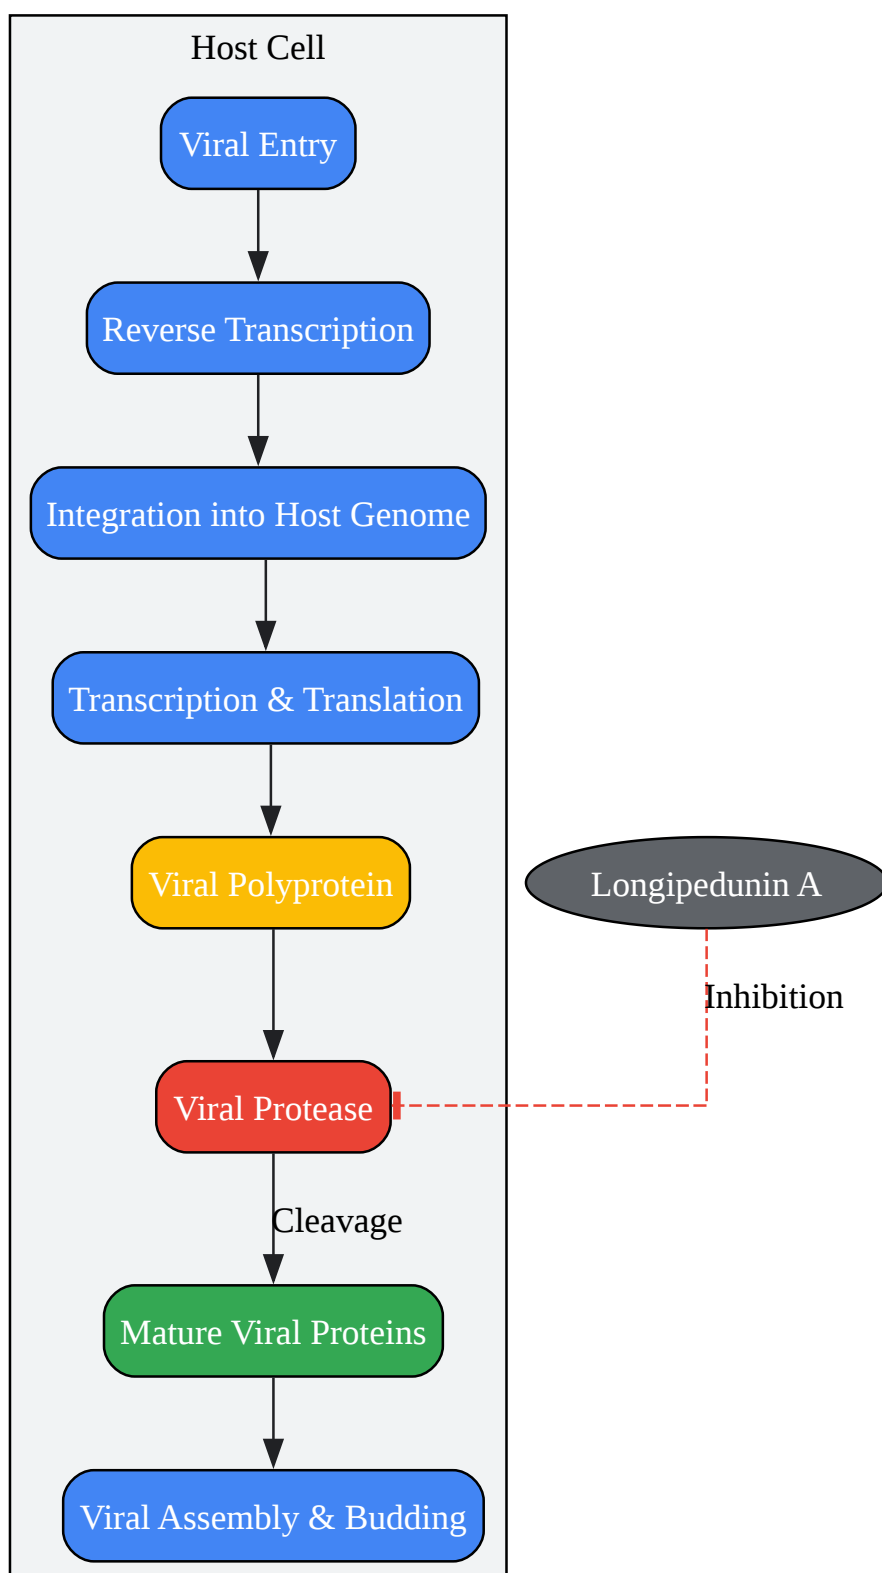 Host Cell
Viral Entry
Reverse Transcription
Integration into Host Genome
Transcription & Translation
Viral Polyprotein
Longipedunin A
Inhibition
Viral Protease
Cleavage
Mature Viral Proteins
Viral Assembly & Budding